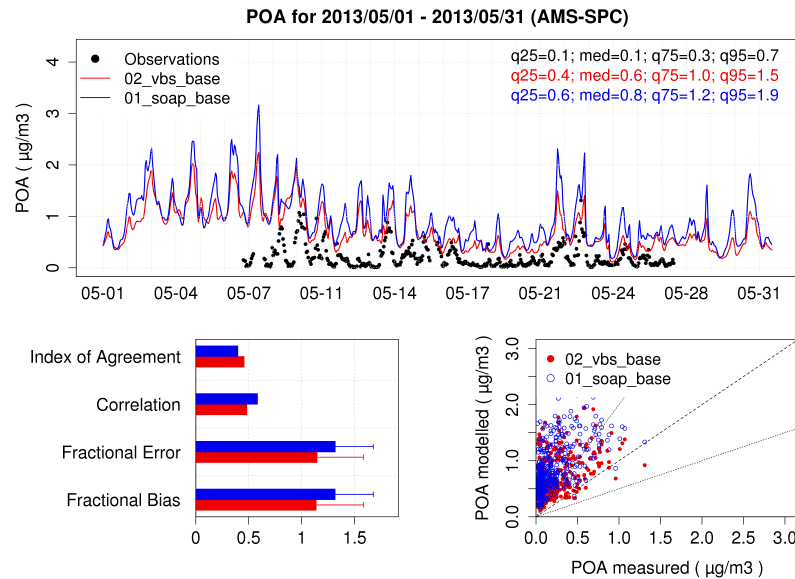 POA for 2013/05/01 - 2013/05/31 (AMS-SPC)
Observations
02_vbs_base
01_soap_base
q25=0.1; med=0.1; q75=0.3; q95=0.7
q25=0.4; med=0.6; q75=1.0; q95=1.5
q25=0.6; med=0.8; q75=1.2; q95=1.9
POA ( µg/m3 )
4
3
2
1
0
05-01 05-04 05-07 05-11 05-14 05-17 05-21 05-24 05-28 05-31
Index of Agreement
Correlation
Fractional Error
Fractional Bias
0 0.5 1 1.5
02_vbs_base
01_soap_base
POA modelled ( µg/m3 )
3.0
2.0
1.0
0.0
0.0 0.5 1.0 1.5 2.0 2.5 3.0
POA measured ( µg/m3 )